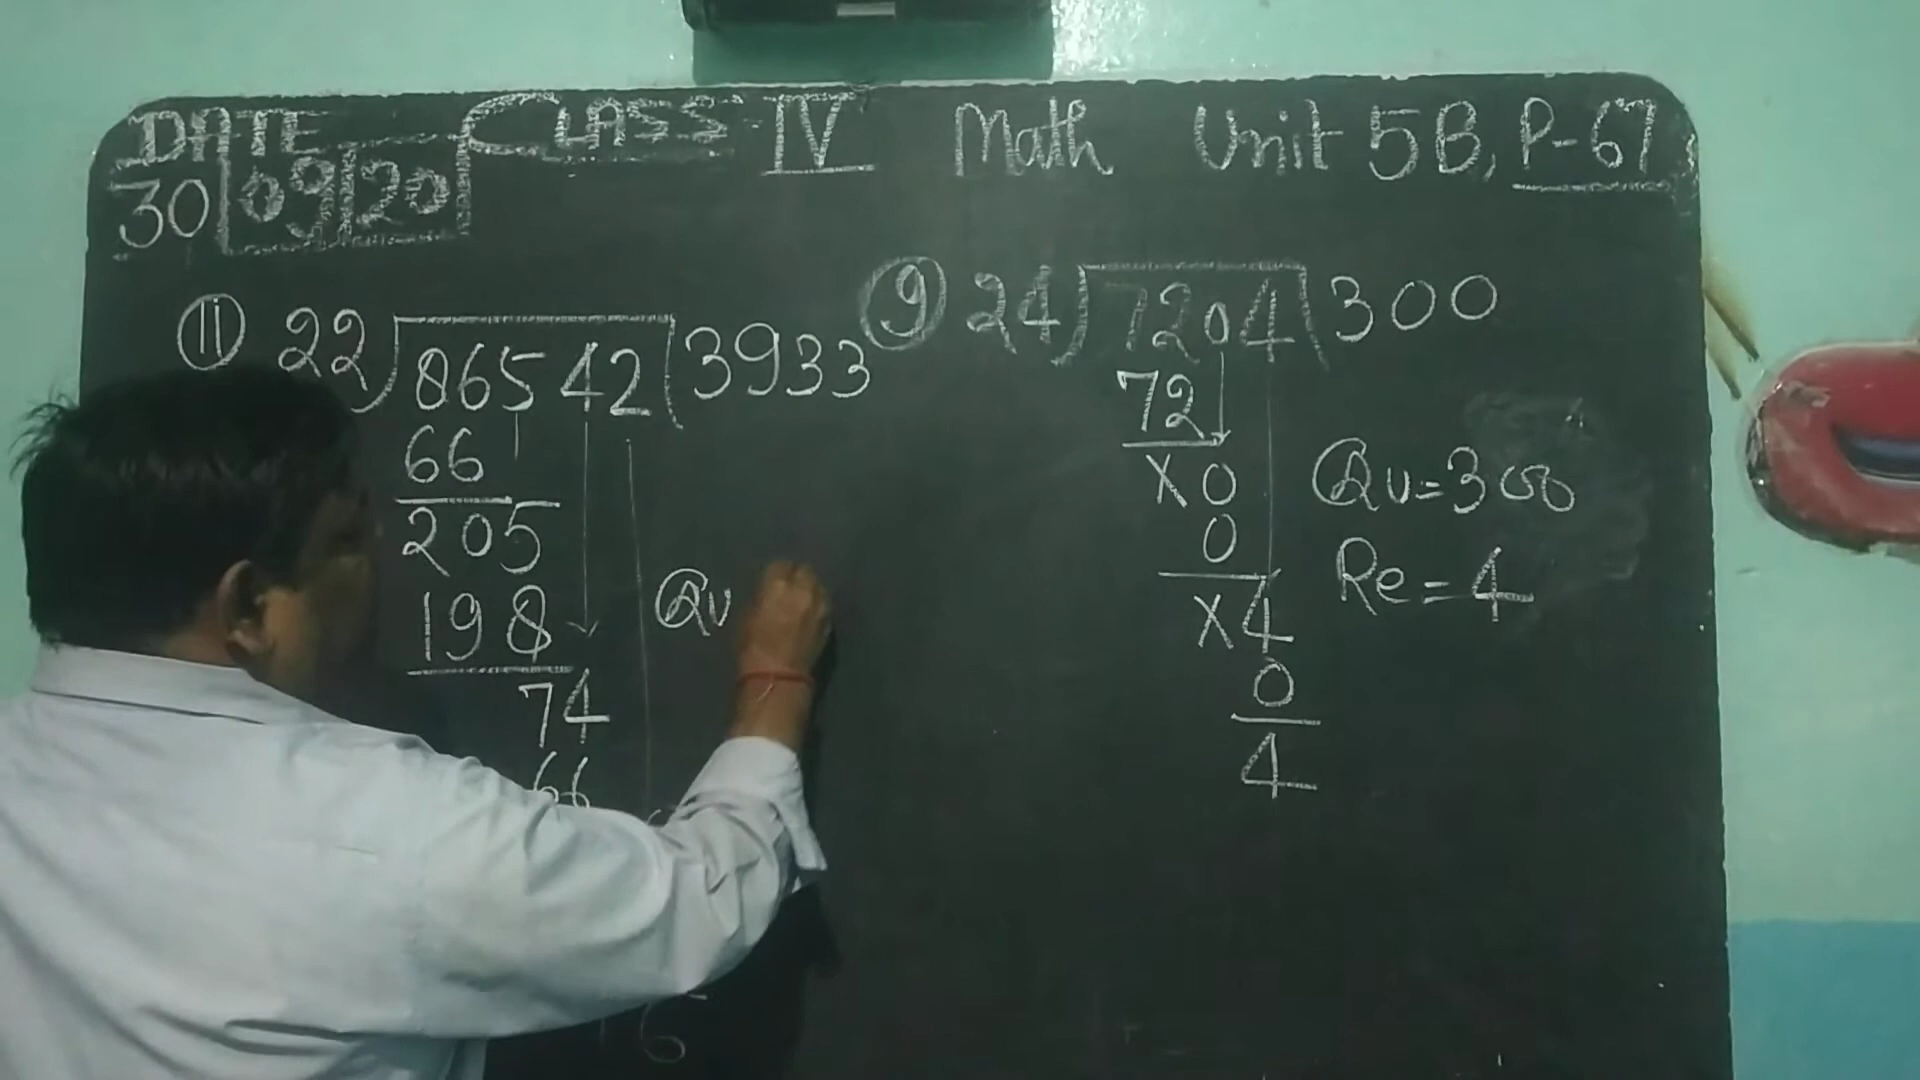 DATE CLASS-IV Math Unit 5B, P-67
30|09|20
11 22)86542(3933
66
205
198
74
66
Qu
9 24)7204(300
72
x0
0
x4
0
4
Qu=300
Re=4